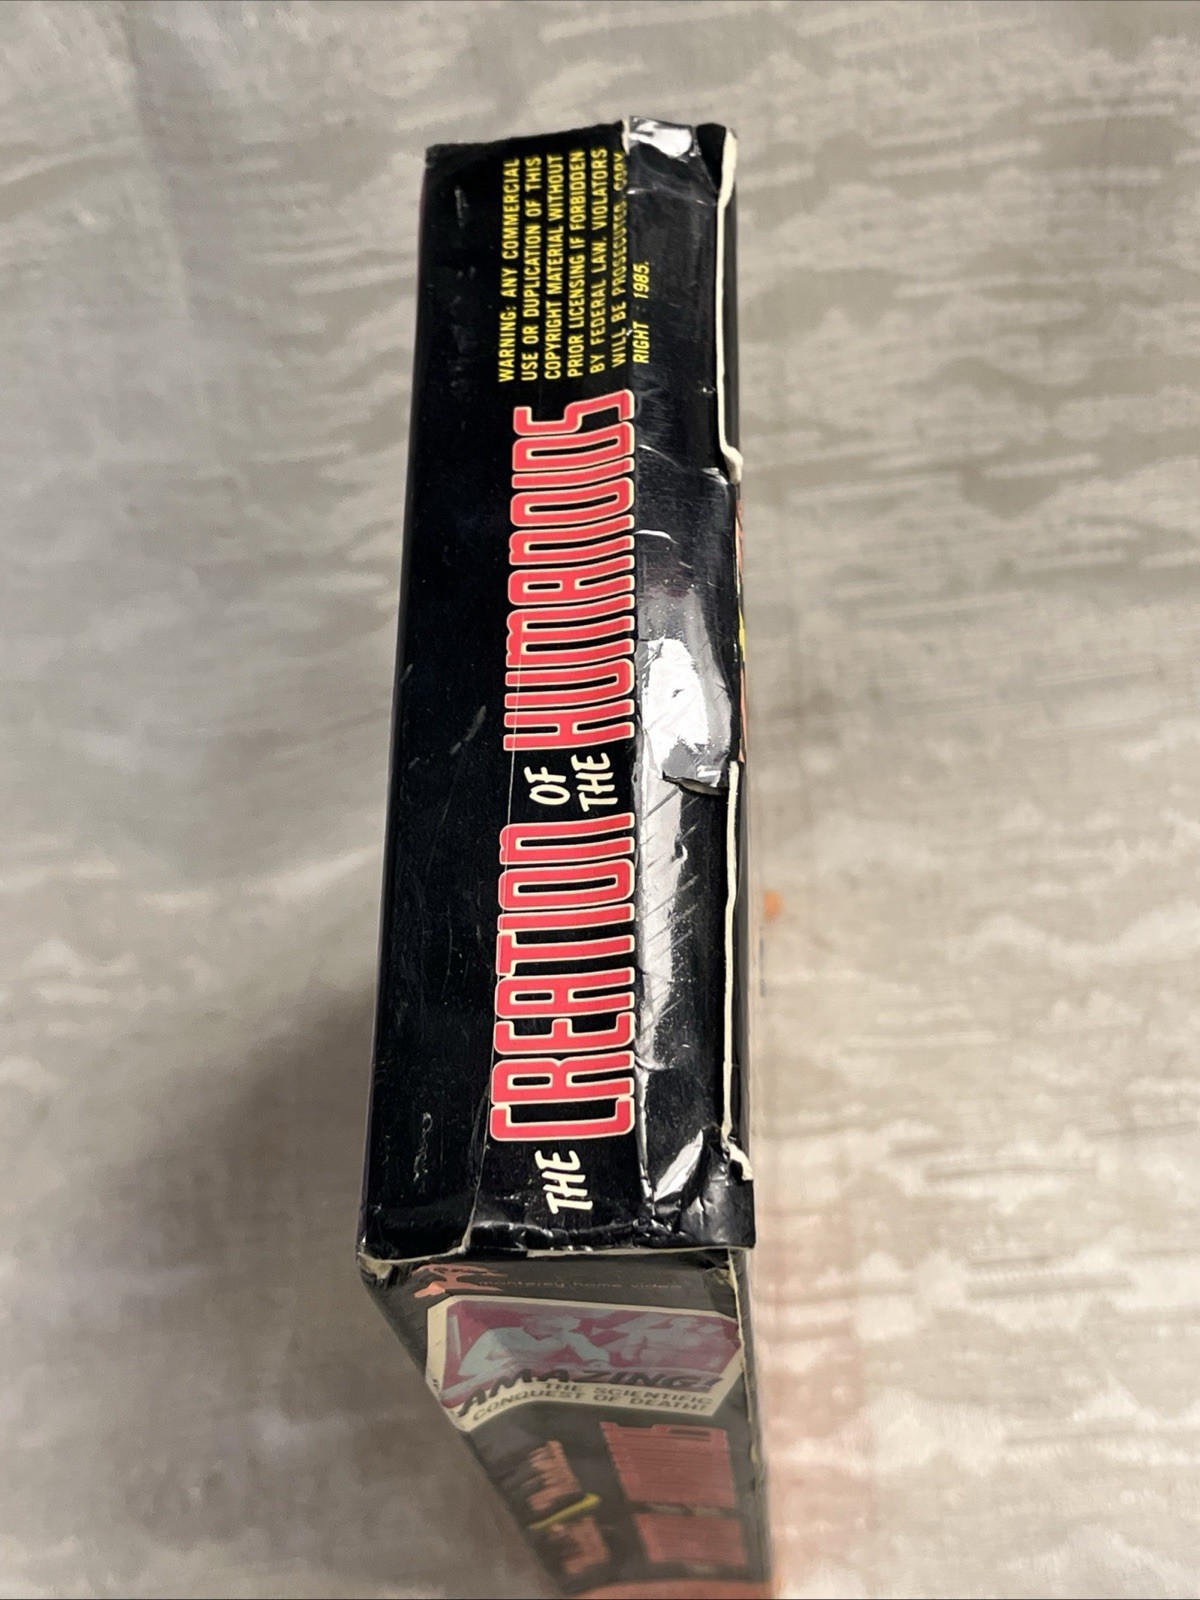 THE CREATION OF THE HUMANOIDS
WARNING: ANY COMMERCIAL
USE OR DUPLICATION OF THIS
COPYRIGHT MATERIAL WITHOUT
PRIOR LICENSING IF FORBIDDEN
BY FEDERAL LAW. VIOLATORS
WILL BE PROSECUTED. COPY
RIGHT 1985.
monterey home video
AMAZING!
THE SCIENTIFIC
CONQUEST OF DEATH!